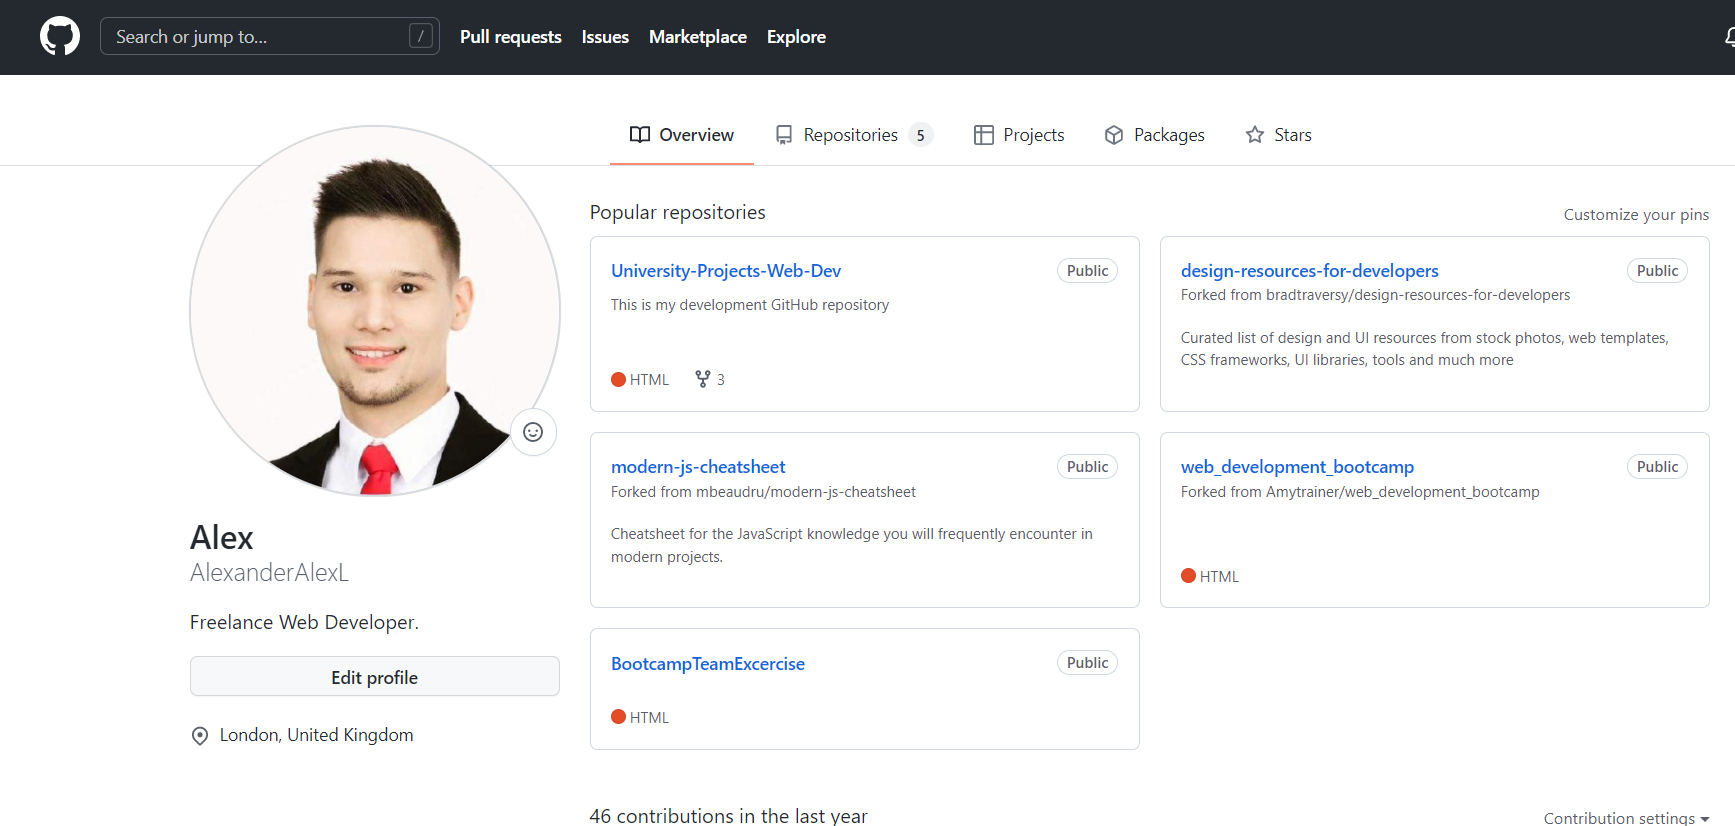 Search or jump to... /
Pull requests Issues Marketplace Explore
Overview Repositories 5 Projects Packages Stars
Alex
AlexanderAlexL
Freelance Web Developer.
Edit profile
London, United Kingdom
Popular repositories
Customize your pins
University-Projects-Web-Dev Public
This is my development GitHub repository
HTML 3
design-resources-for-developers Public
Forked from bradtraversy/design-resources-for-developers
Curated list of design and UI resources from stock photos, web templates,
CSS frameworks, UI libraries, tools and much more
modern-js-cheatsheet Public
Forked from mbeaudru/modern-js-cheatsheet
Cheatsheet for the JavaScript knowledge you will frequently encounter in
modern projects.
web_development_bootcamp Public
Forked from Amytrainer/web_development_bootcamp
HTML
BootcampTeamExcercise Public
HTML
46 contributions in the last year
Contribution settings